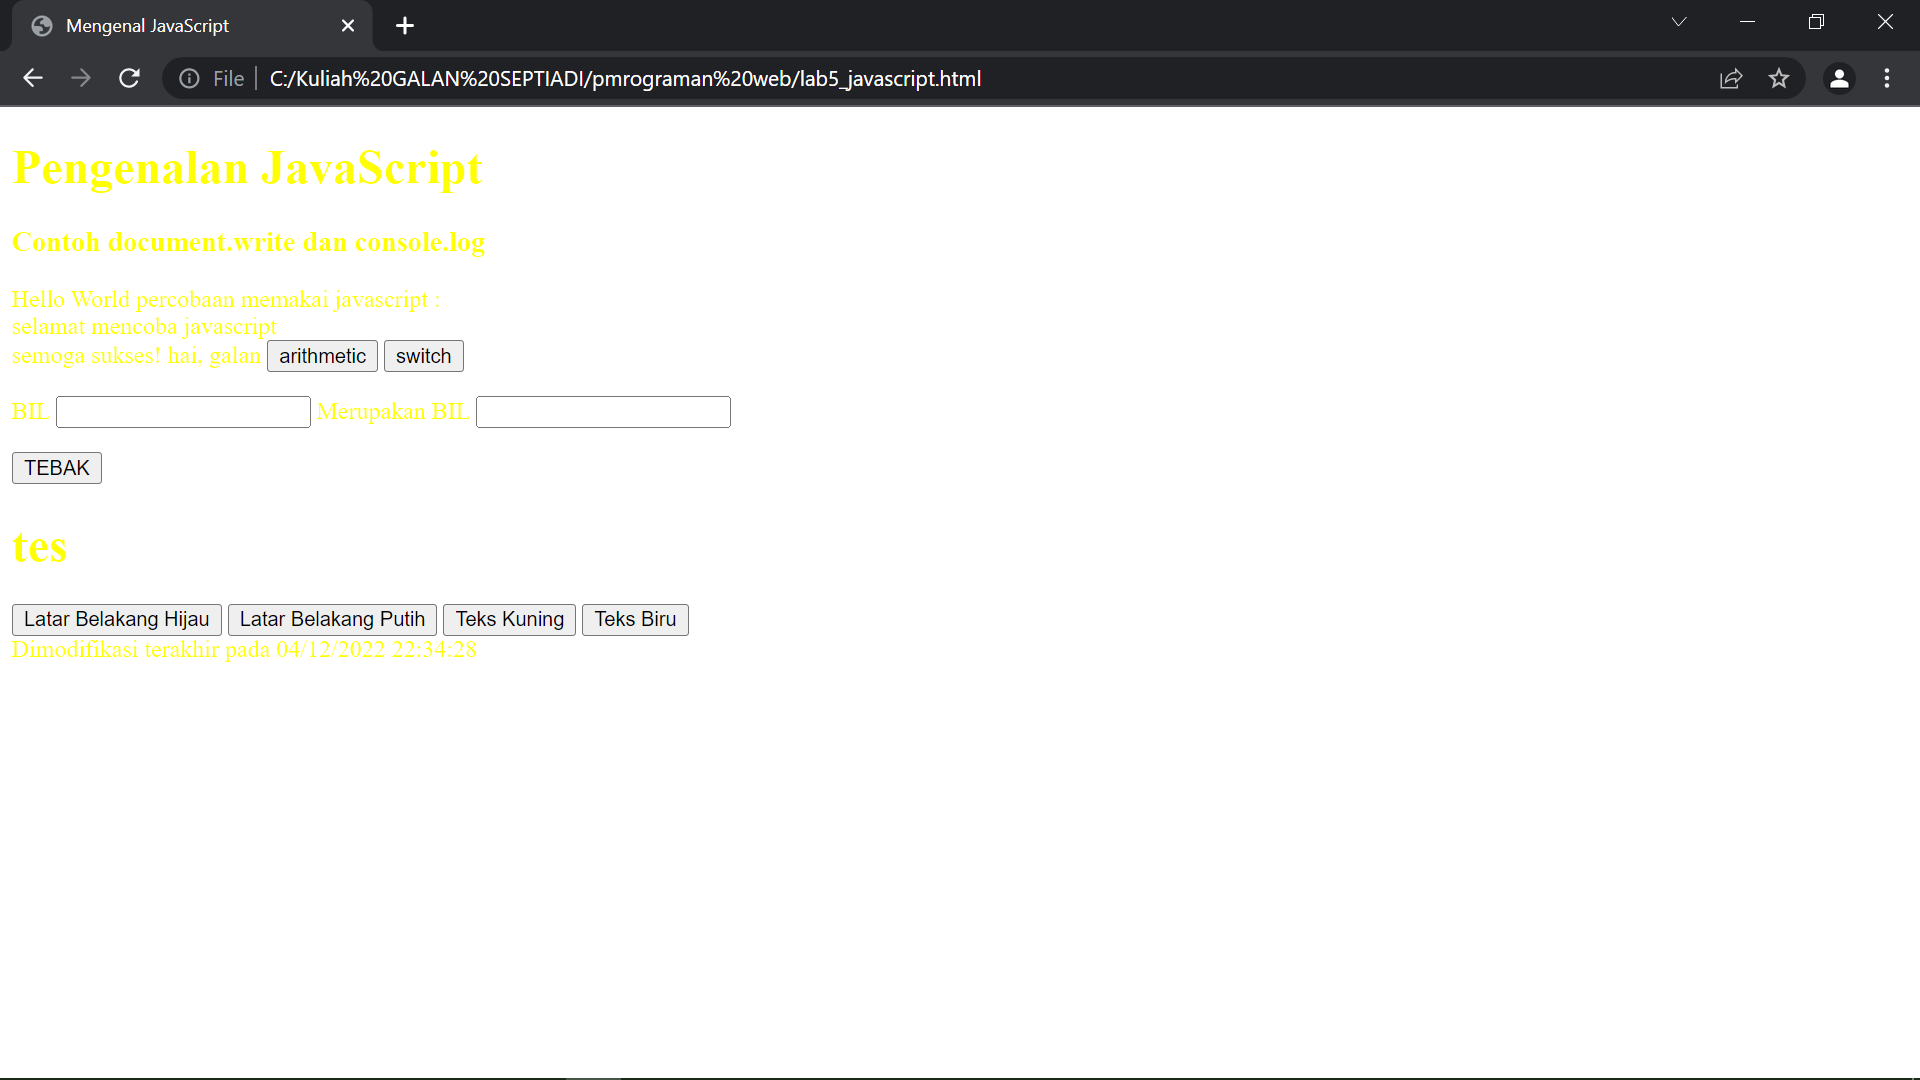 Mengenal JavaScript
File C:/Kuliah%20GALAN%20SEPTIADI/pmrograman%20web/lab5_javascript.html
Pengenalan JavaScript
Contoh document.write dan console.log
Hello World percobaan memakai javascript :
selamat mencoba javascript
semoga sukses! hai, galan arithmetic switch
BIL Merupakan BIL
TEBAK
tes
Latar Belakang Hijau Latar Belakang Putih Teks Kuning Teks Biru
Dimodifikasi terakhir pada 04/12/2022 22:34:28